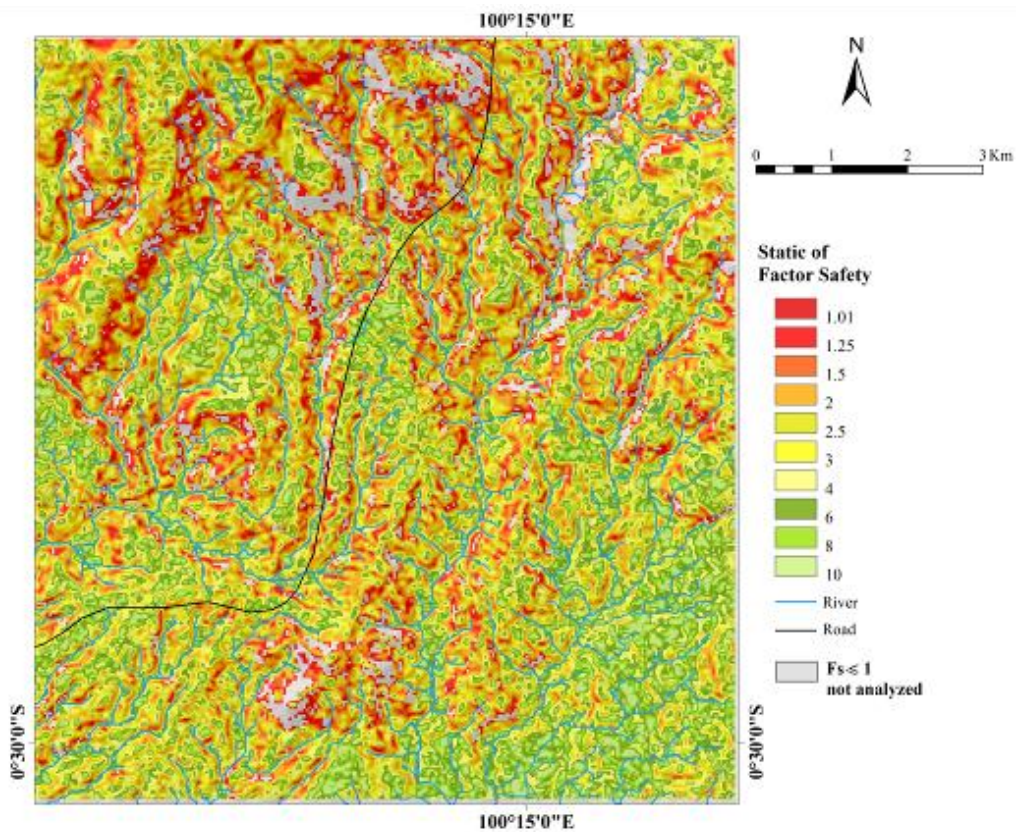 100°15'0"E
N
0 1 2 3 Km
Static of
Factor Safety
1.01
1.25
1.5
2
2.5
3
4
6
8
10
River
Road
Fs≤ 1
not analyzed
0°30'0"S
0°30'0"S
100°15'0"E